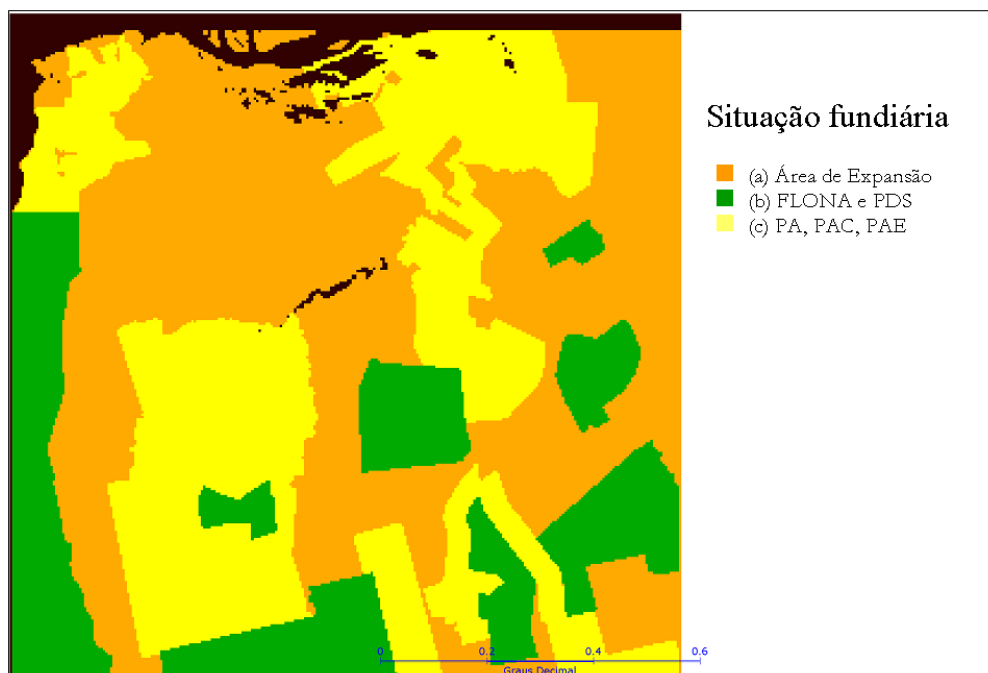 Situação fundiária
(a) Área de Expansão
(b) FLONA e PDS
(c) PA, PAC, PAE
0 0.2 0.4 0.6
Graus Decimal